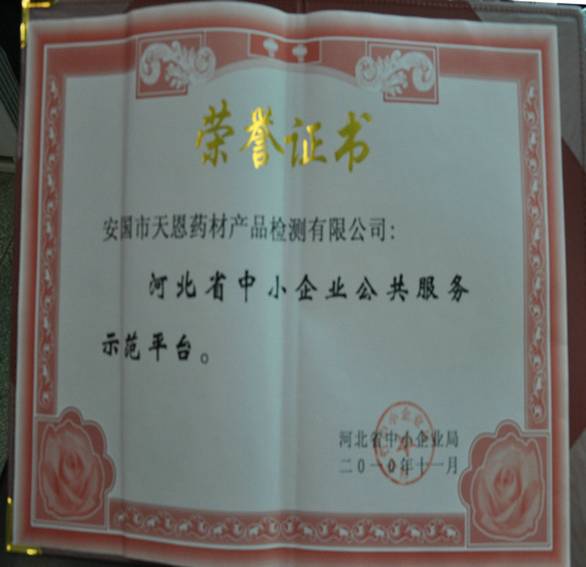 荣誉证书
安国市天恩药材产品检测有限公司：
河北省中小企业公共服务
示范平台。
河北省中小企业局
二〇一〇年十一月